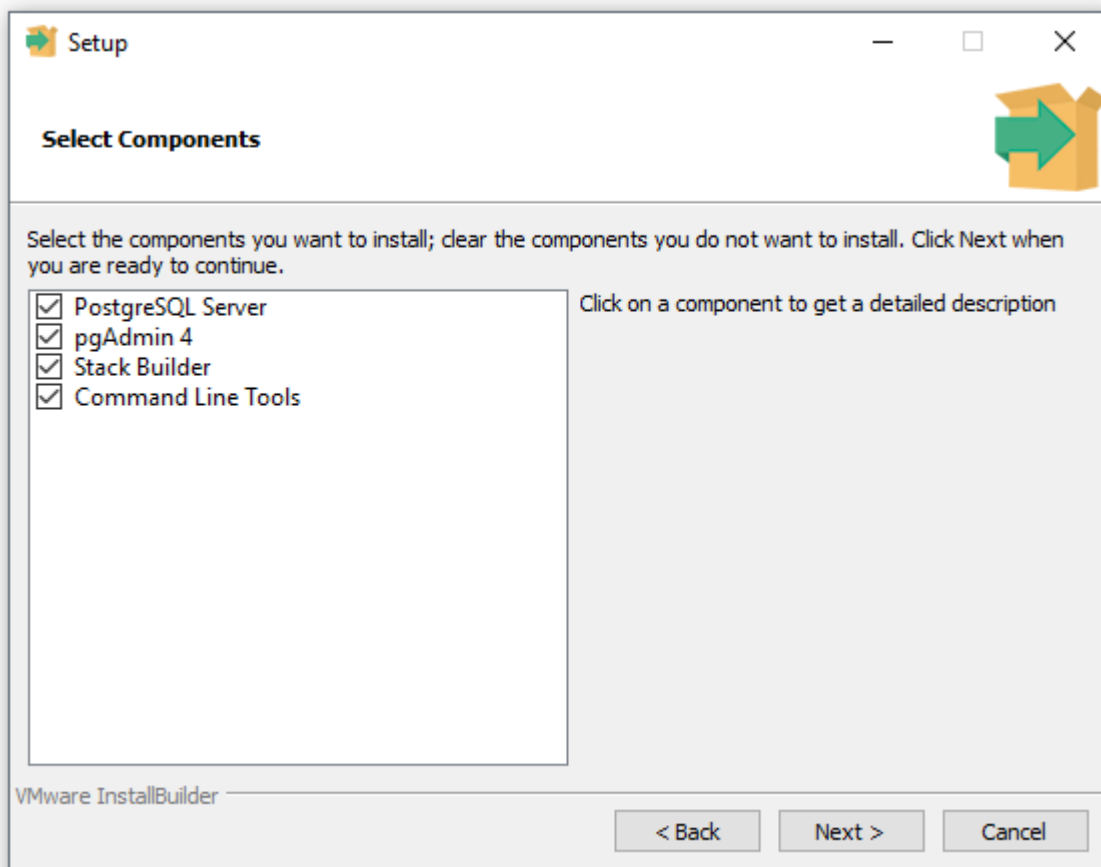 Setup
Select Components
Select the components you want to install; clear the components you do not want to install. Click Next when
you are ready to continue.
PostgreSQL Server
pgAdmin 4
Stack Builder
Command Line Tools
Click on a component to get a detailed description
VMware InstallBuilder
< Back
Next >
Cancel